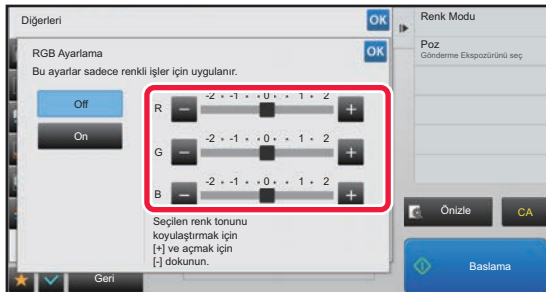 Diğerleri
OK
Renk Modu
Poz
Gönderme Ekspozürünü seç
RGB Ayarlama
OK
Bu ayarlar sadece renkli işler için uygulanır.
Off
On
-2 • -1 • • 0 • • 1 • 2
R − +
-2 • -1 • • 0 • • 1 • 2
G − +
-2 • -1 • • 0 • • 1 • 2
B − +
Seçilen renk tonunu
koyulaştırmak için
[+] ve açmak için
[-] dokunun.
Önizle
CA
Geri
Baslama